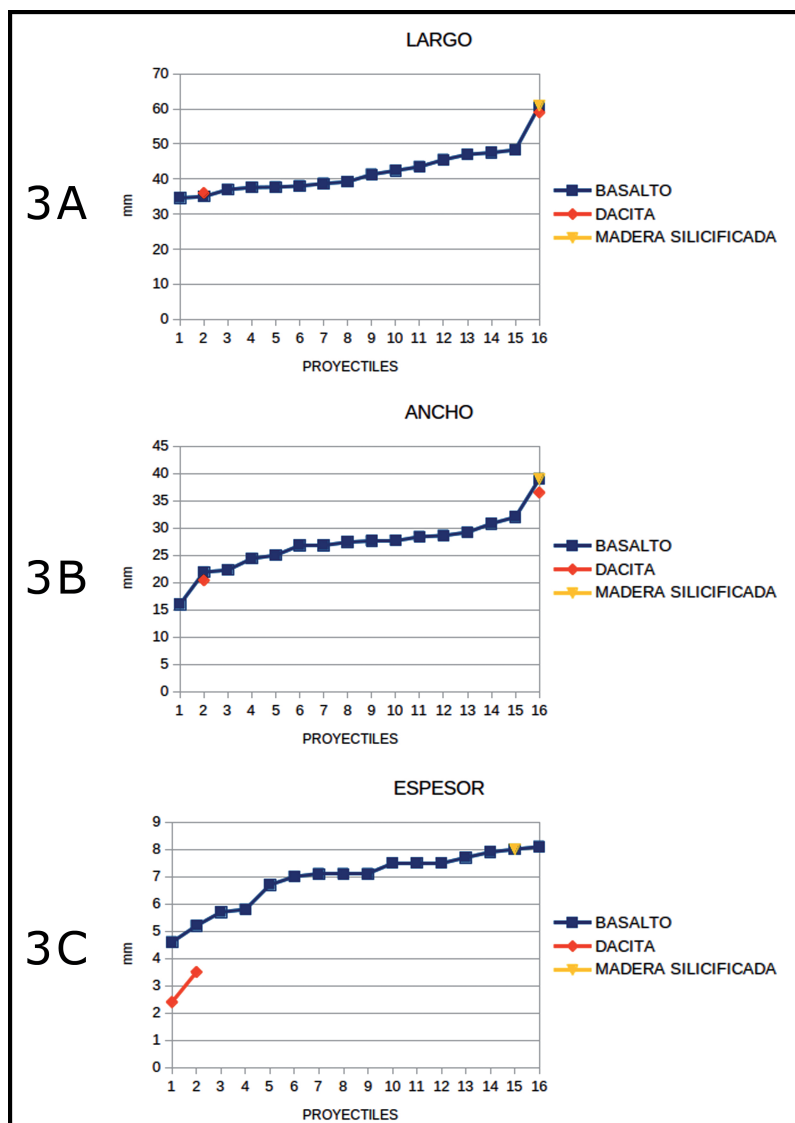 3A
LARGO
mm
70
60
50
40
30
20
10
0
1 2 3 4 5 6 7 8 9 10 11 12 13 14 15 16
PROYECTILES
BASALTO
DACITA
MADERA SILICIFICADA
3B
ANCHO
mm
45
40
35
30
25
20
15
10
5
0
1 2 3 4 5 6 7 8 9 10 11 12 13 14 15 16
PROYECTILES
BASALTO
DACITA
MADERA SILICIFICADA
3C
ESPESOR
mm
9
8
7
6
5
4
3
2
1
0
1 2 3 4 5 6 7 8 9 10 11 12 13 14 15 16
PROYECTILES
BASALTO
DACITA
MADERA SILICIFICADA